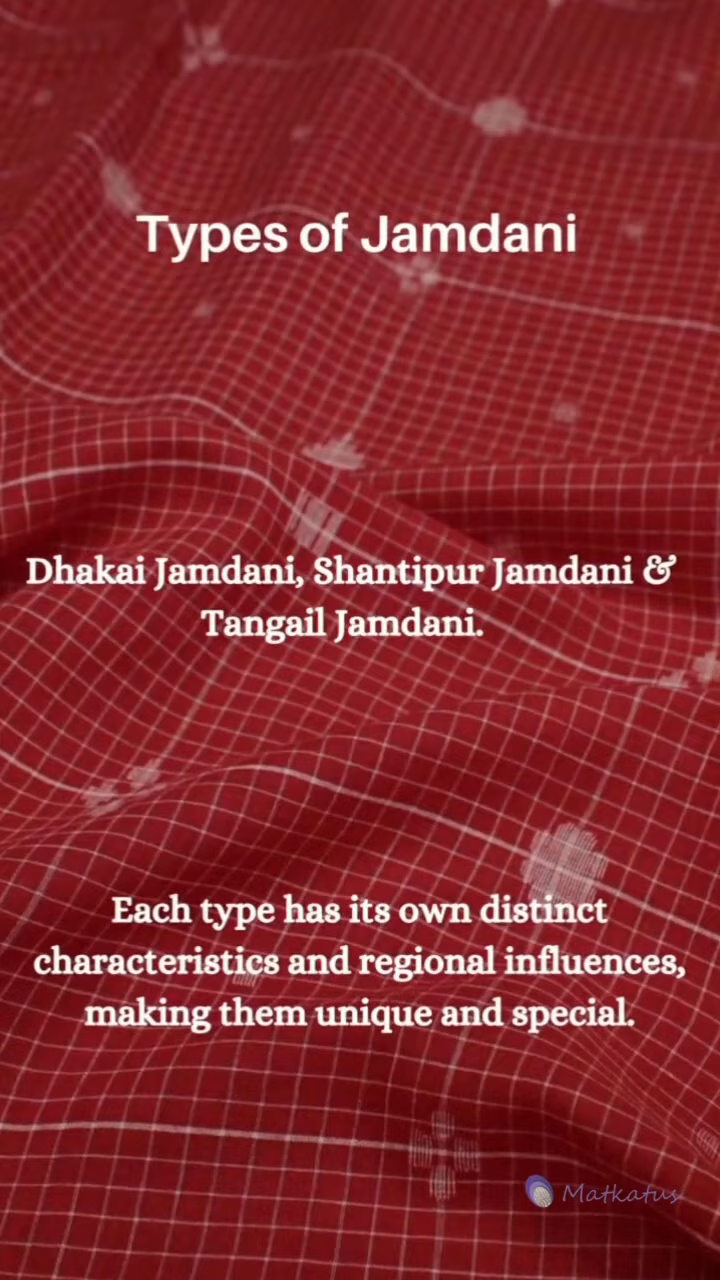 Types of Jamdani
Dhakai Jamdani, Shantipur Jamdani &
Tangail Jamdani.
Each type has its own distinct
characteristics and regional influences,
making them unique and special.
Matkatus